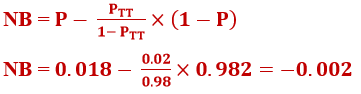 NB = P − P_TT / 1− P_TT × (1 − P)
NB = 0.018 − 0.02 / 0.98 × 0.982 = −0.002